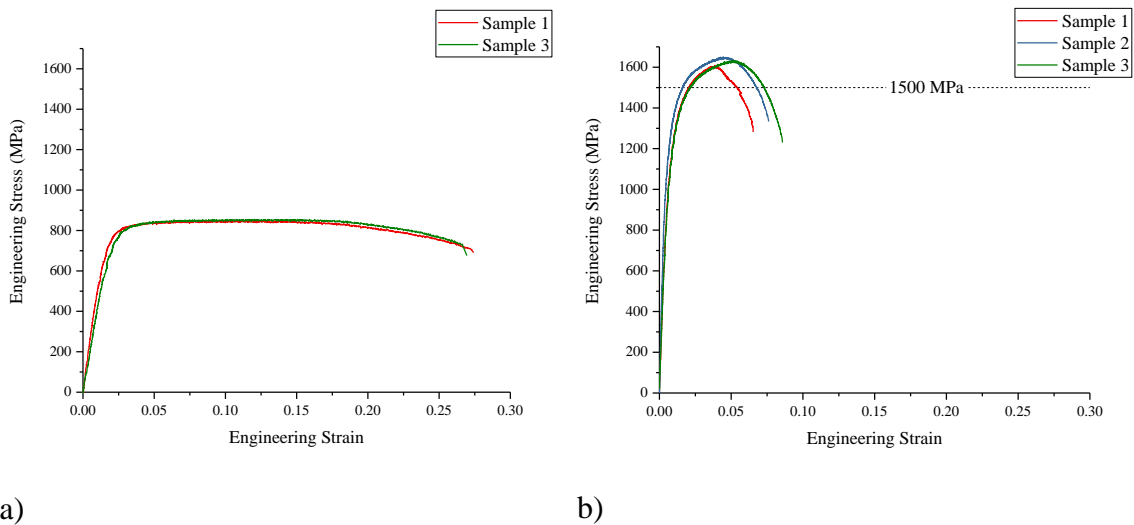 Sample 1
Sample 3
1600
1400
1200
1000
800
600
400
200
0
0.00
0.05
0.10
0.15
0.20
0.25
0.30
Engineering Stress (MPa)
Engineering Strain
a)
Sample 1
Sample 2
Sample 3
1500 MPa
1600
1400
1200
1000
800
600
400
200
0
0.00
0.05
0.10
0.15
0.20
0.25
0.30
Engineering Stress (MPa)
Engineering Strain
b)